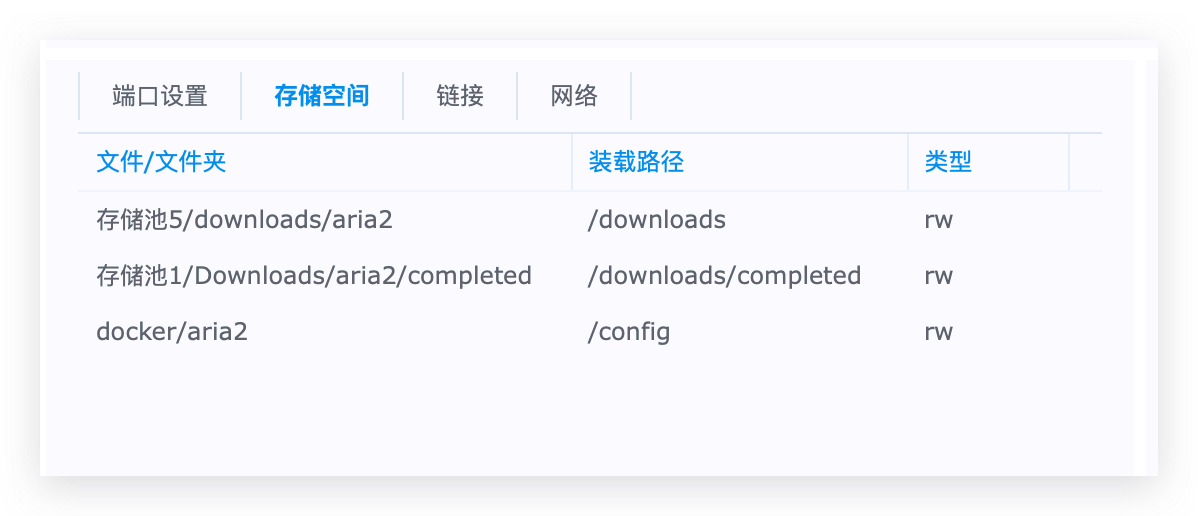 端口设置 存储空间 链接 网络
文件/文件夹 装载路径 类型
存储池5/downloads/aria2 /downloads rw
存储池1/Downloads/aria2/completed /downloads/completed rw
docker/aria2 /config rw